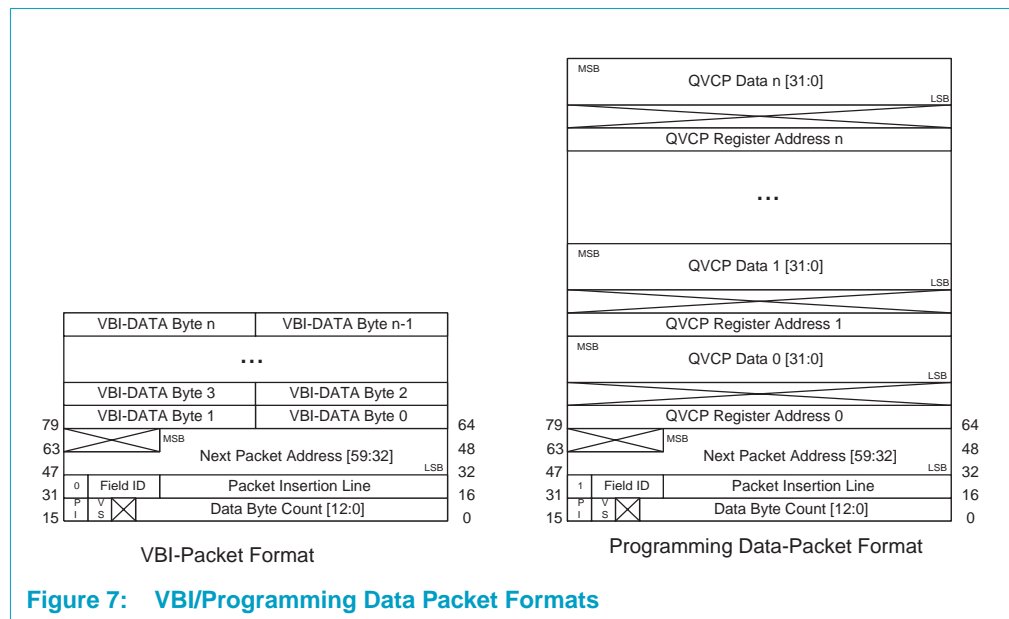 MSB
QVCP Data n [31:0]
LSB
QVCP Register Address n
...
MSB
QVCP Data 1 [31:0]
LSB
QVCP Register Address 1
MSB
QVCP Data 0 [31:0]
LSB
QVCP Register Address 0
79 64
MSB
63 Next Packet Address [59:32] 48
LSB
47 32
1 Field ID Packet Insertion Line
31 16
P I V S Data Byte Count [12:0]
15 0
Programming Data-Packet Format
VBI-DATA Byte n VBI-DATA Byte n-1
...
VBI-DATA Byte 3 VBI-DATA Byte 2
VBI-DATA Byte 1 VBI-DATA Byte 0
79 64
MSB
63 Next Packet Address [59:32] 48
LSB
47 32
0 Field ID Packet Insertion Line
31 16
P I V S Data Byte Count [12:0]
15 0
VBI-Packet Format
Figure 7: VBI/Programming Data Packet Formats